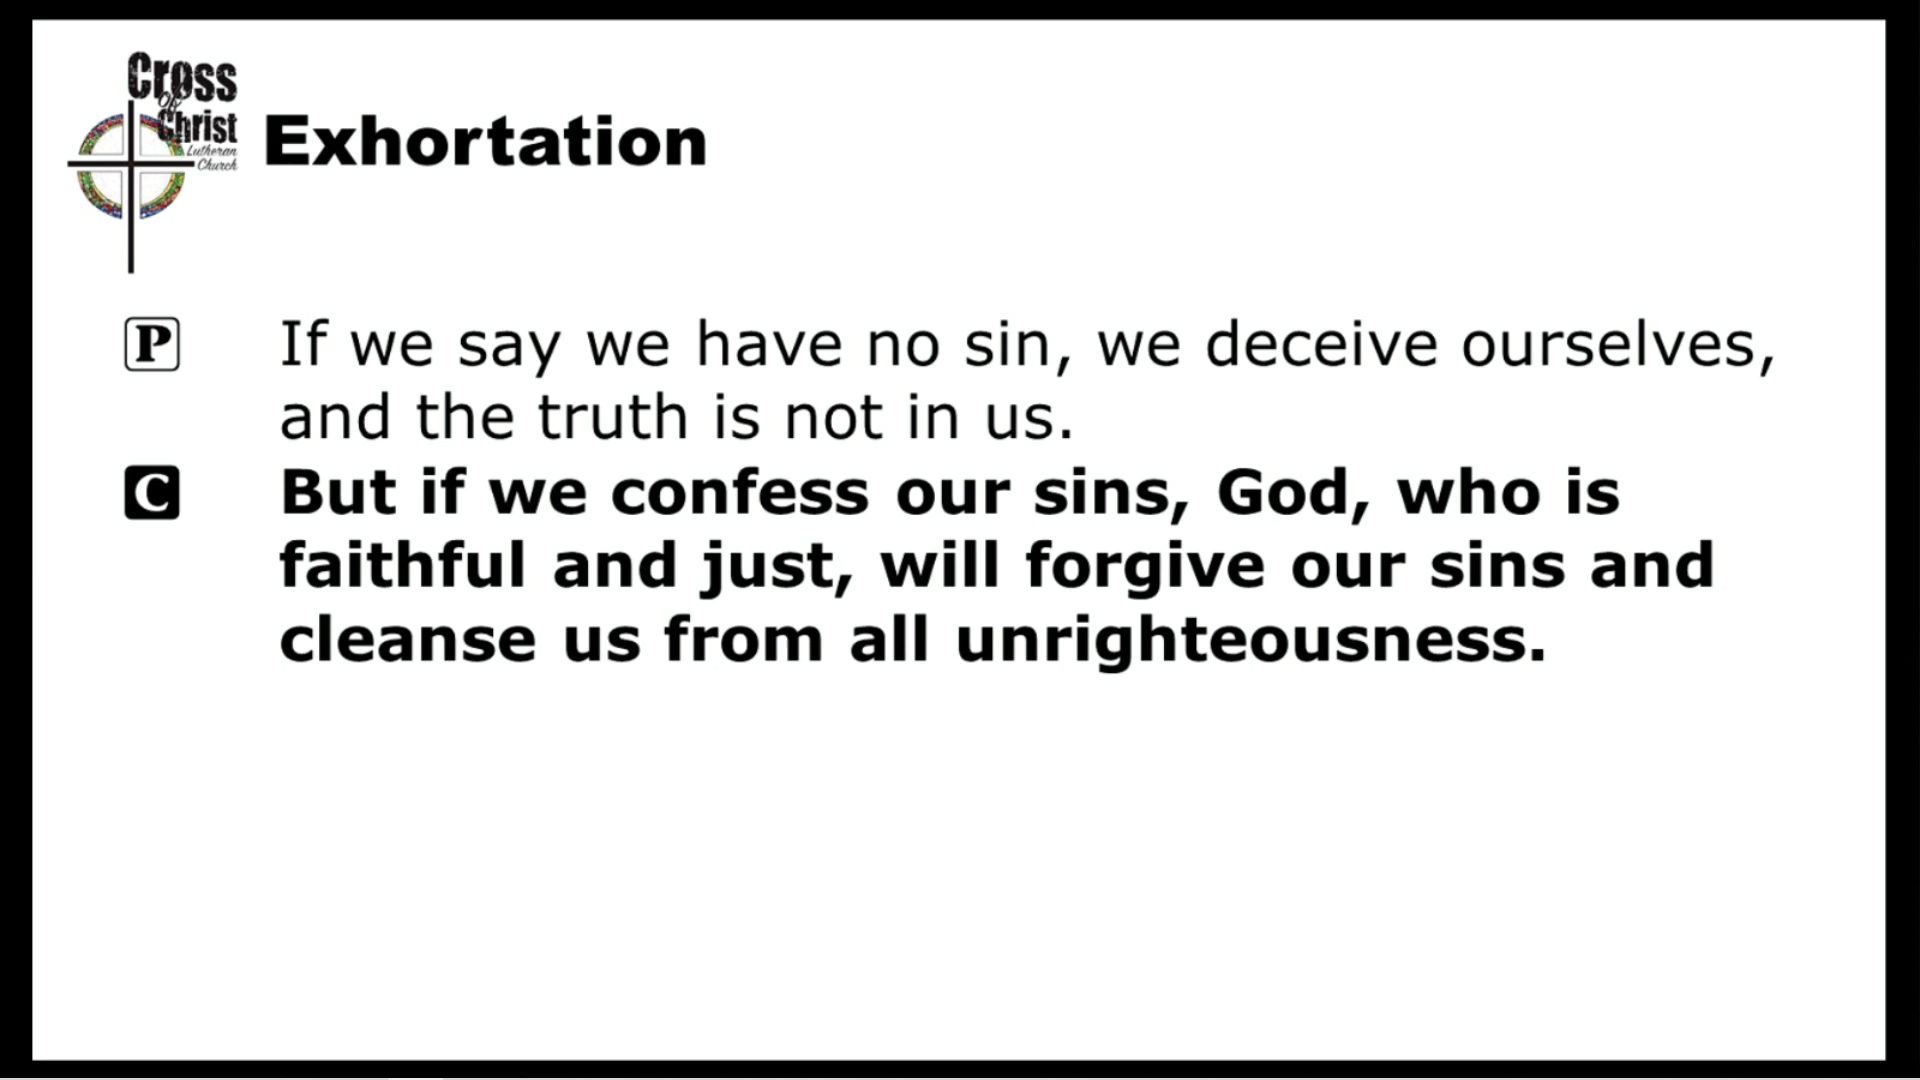 Cross
Of
Christ
Lutheran
Church
Exhortation
P If we say we have no sin, we deceive ourselves,
and the truth is not in us.
C But if we confess our sins, God, who is
faithful and just, will forgive our sins and
cleanse us from all unrighteousness.